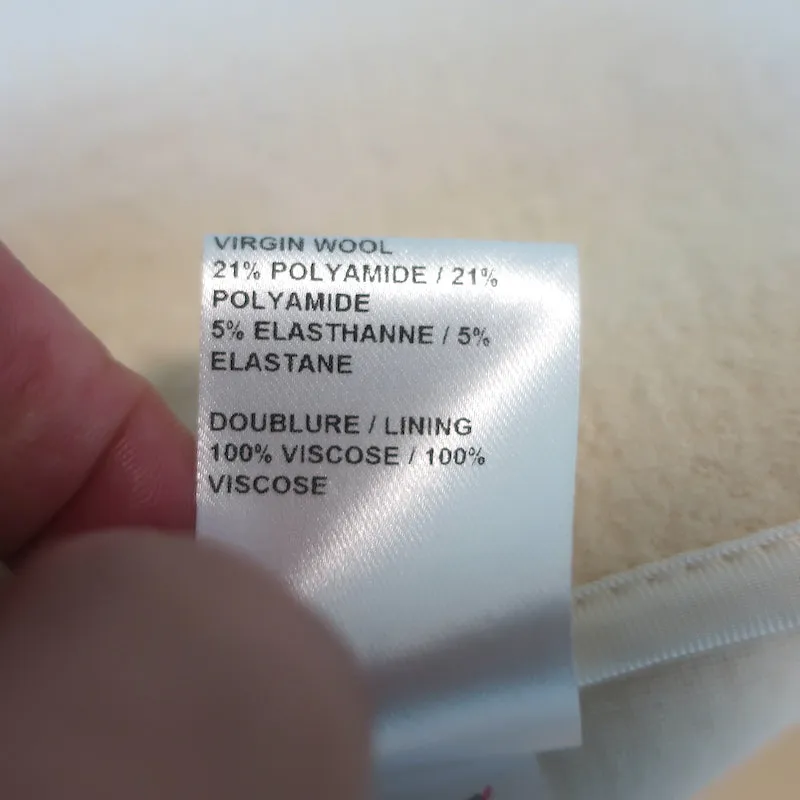 VIRGIN WOOL
21% POLYAMIDE / 21%
POLYAMIDE
5% ELASTHANNE / 5%
ELASTANE
DOUBLURE / LINING
100% VISCOSE / 100%
VISCOSE